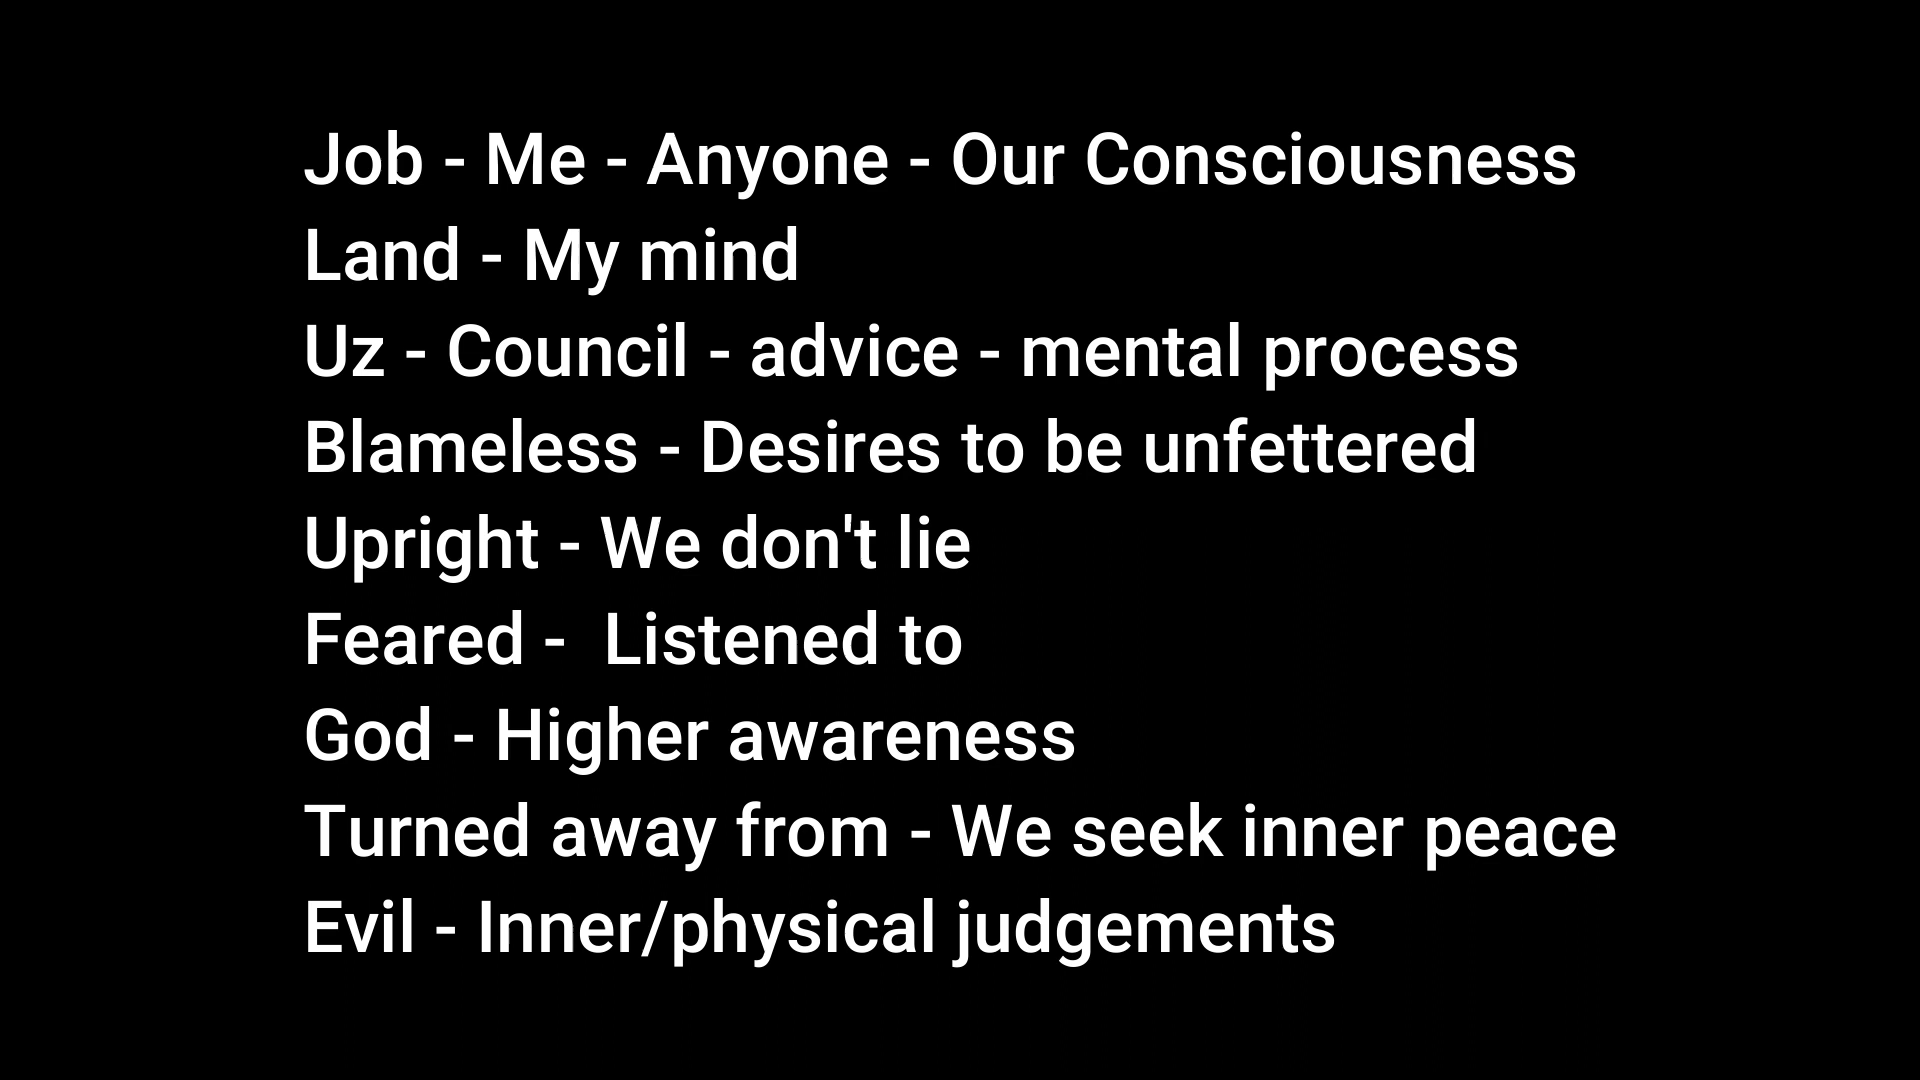 Job - Me - Anyone - Our Consciousness
Land - My mind
Uz - Council - advice - mental process
Blameless - Desires to be unfettered
Upright - We don't lie
Feared -  Listened to
God - Higher awareness
Turned away from - We seek inner peace
Evil - Inner/physical judgements